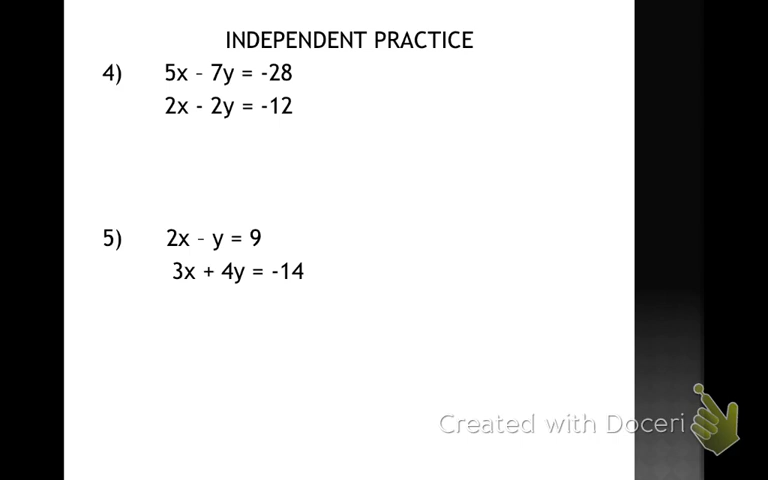 INDEPENDENT PRACTICE
4) 5x – 7y = -28
2x - 2y = -12
5) 2x – y = 9
3x + 4y = -14
Created with Doceri